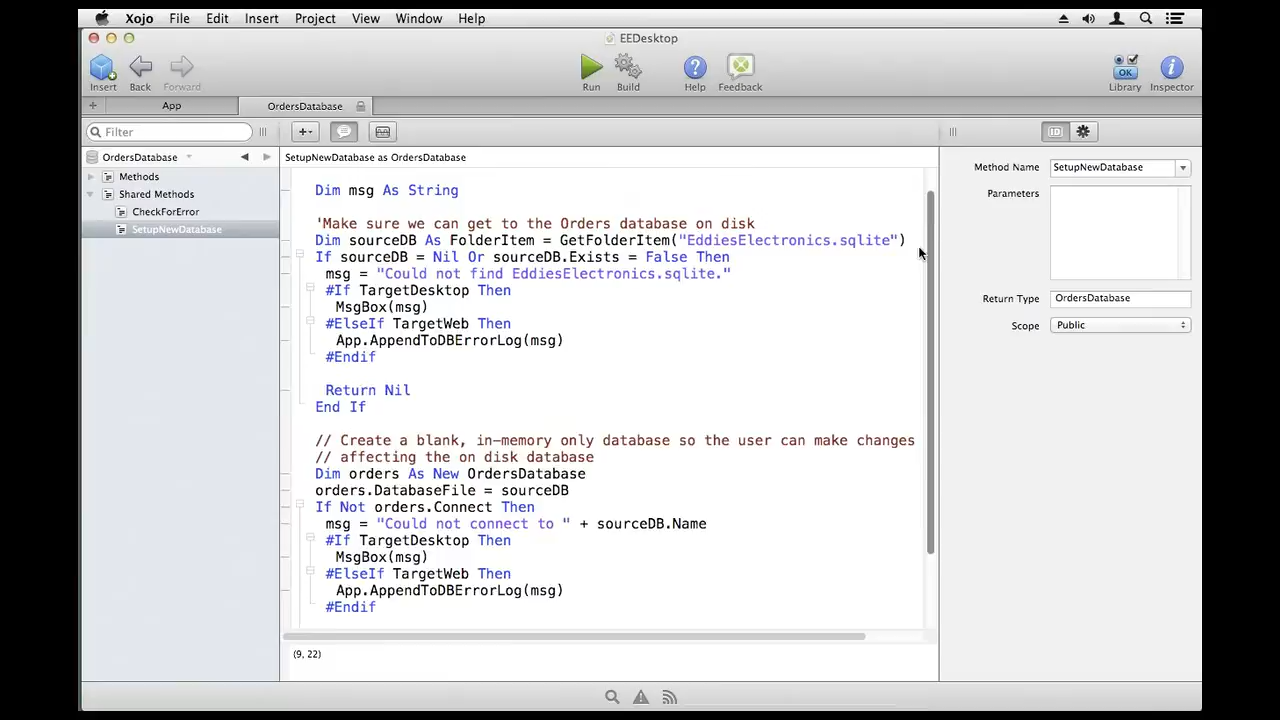 Xojo File Edit Insert Project View Window Help
EEDesktop
Insert Back Forward Run Build Help Feedback OK Library Inspector
App OrdersDatabase
Filter
ID
OrdersDatabase
Methods
Shared Methods
CheckForError
SetupNewDatabase
SetupNewDatabase as OrdersDatabase
Dim msg As String
'Make sure we can get to the Orders database on disk
Dim sourceDB As FolderItem = GetFolderItem("EddiesElectronics.sqlite")
If sourceDB = Nil Or sourceDB.Exists = False Then
msg = "Could not find EddiesElectronics.sqlite."
#If TargetDesktop Then
MsgBox(msg)
#ElseIf TargetWeb Then
App.AppendToDBErrorLog(msg)
#Endif
Return Nil
End If
// Create a blank, in-memory only database so the user can make changes
// affecting the on disk database
Dim orders As New OrdersDatabase
orders.DatabaseFile = sourceDB
If Not orders.Connect Then
msg = "Could not connect to " + sourceDB.Name
#If TargetDesktop Then
MsgBox(msg)
#ElseIf TargetWeb Then
App.AppendToDBErrorLog(msg)
#Endif
(9, 22)
Method Name SetupNewDatabase
Parameters
Return Type OrdersDatabase
Scope Public